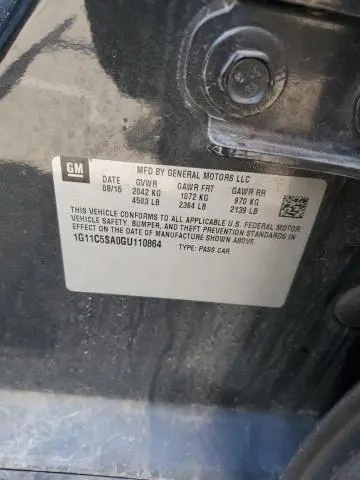 GM
MFD BY GENERAL MOTORS LLC
DATE GVWR GAWR FRT GAWR RR
08/15 2042 KG 1072 KG 970 KG
4503 LB 2364 LB 2139 LB
THIS VEHICLE CONFORMS TO ALL APPLICABLE U.S. FEDERAL MOTOR
VEHICLE SAFETY, BUMPER, AND THEFT PREVENTION STANDARDS IN
EFFECT ON THE DATE OF MANUFACTURE SHOWN ABOVE.
1G11C5SA0GU110864 TYPE: PASS CAR